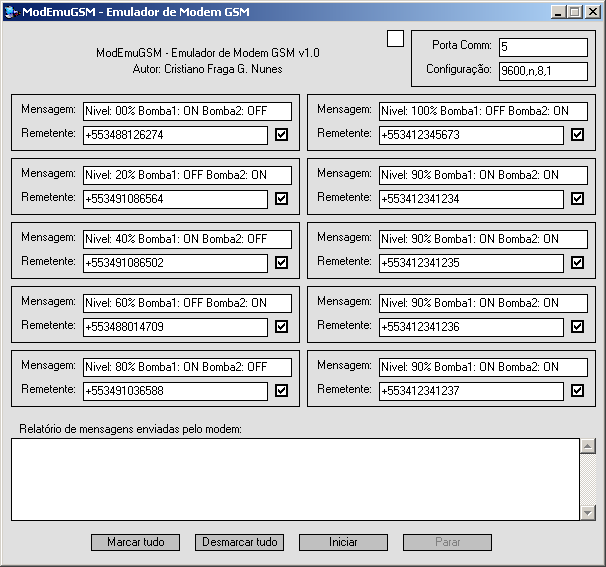 ModEmuGSM - Emulador de Modem GSM
ModEmuGSM - Emulador de Modem GSM v1.0
Autor: Cristiano Fraga G. Nunes
Porta Comm: 5
Configuração: 9600,n,8,1
Mensagem: Nivel: 00% Bomba1: ON Bomba2: OFF
Remetente: +553488126274
Mensagem: Nivel: 100% Bomba1: OFF Bomba2: ON
Remetente: +553412345673
Mensagem: Nivel: 20% Bomba1: OFF Bomba2: ON
Remetente: +553491086564
Mensagem: Nivel: 90% Bomba1: ON Bomba2: ON
Remetente: +553412341234
Mensagem: Nivel: 40% Bomba1: ON Bomba2: OFF
Remetente: +553491086502
Mensagem: Nivel: 90% Bomba1: ON Bomba2: ON
Remetente: +553412341235
Mensagem: Nivel: 60% Bomba1: OFF Bomba2: ON
Remetente: +553488014709
Mensagem: Nivel: 90% Bomba1: ON Bomba2: ON
Remetente: +553412341236
Mensagem: Nivel: 80% Bomba1: ON Bomba2: OFF
Remetente: +553491036588
Mensagem: Nivel: 90% Bomba1: ON Bomba2: ON
Remetente: +553412341237
Relatório de mensagens enviadas pelo modem:
Marcar tudo
Desmarcar tudo
Iniciar
Parar